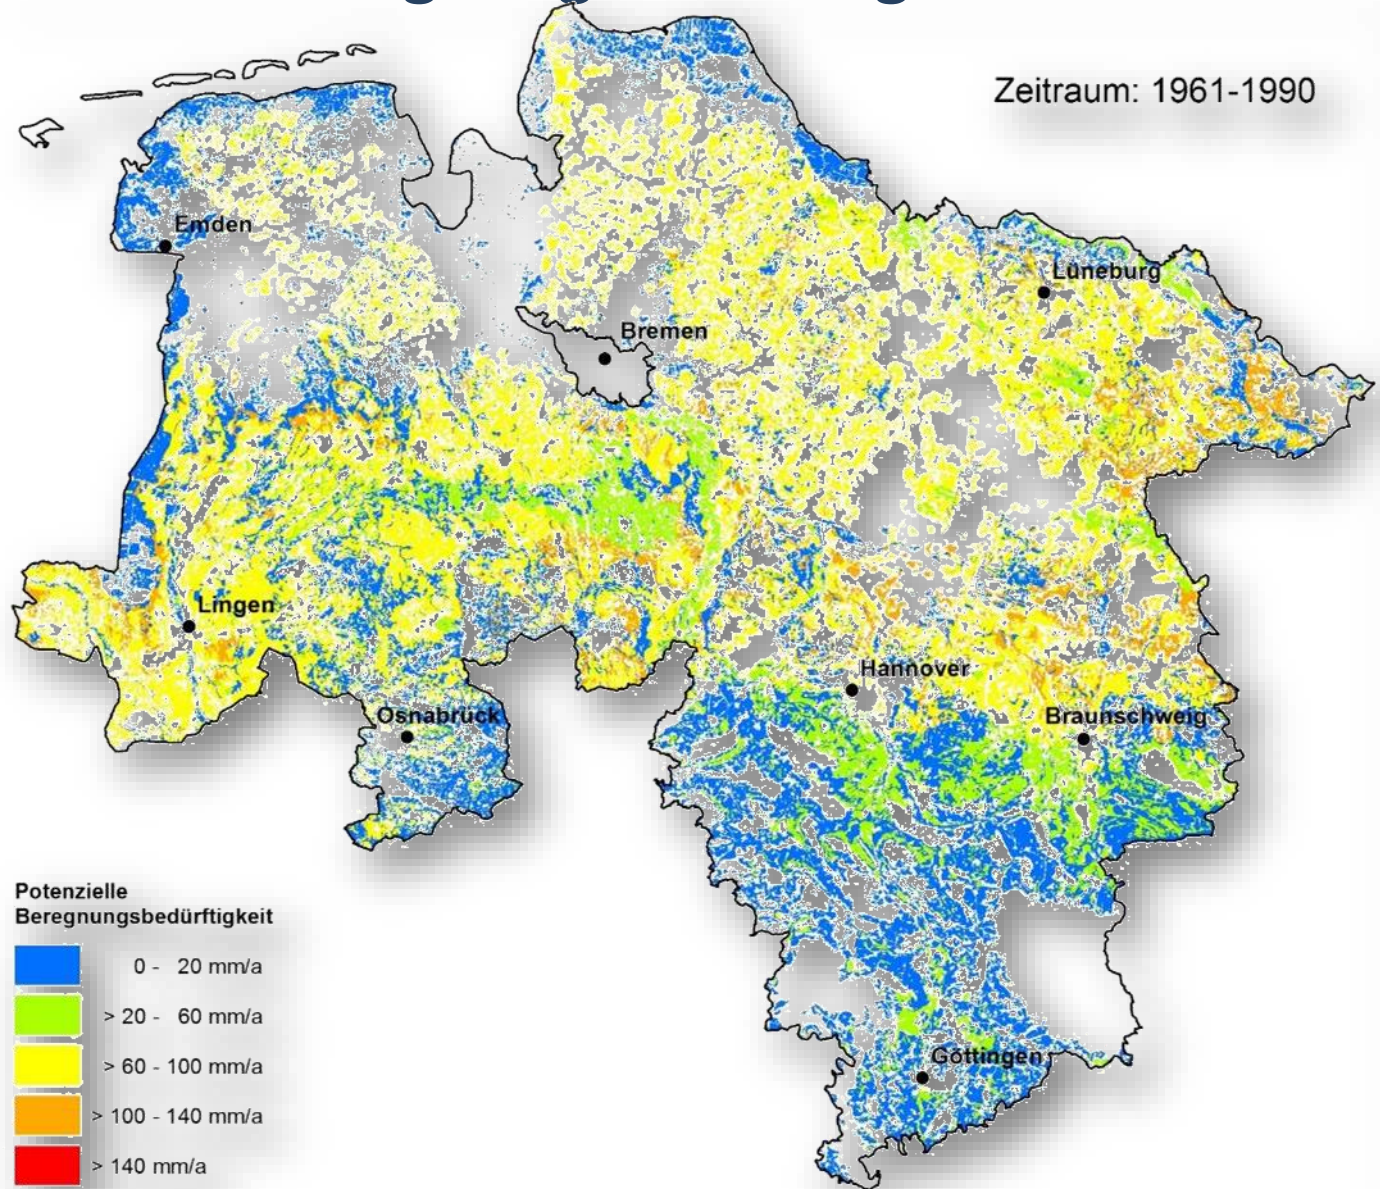 Zeitraum: 1961-1990
Emden
Lüneburg
Bremen
Lingen
Hannover
Osnabrück
Braunschweig
Göttingen
Potenzielle
Beregnungsbedürftigkeit
0 - 20 mm/a
> 20 - 60 mm/a
> 60 - 100 mm/a
> 100 - 140 mm/a
> 140 mm/a